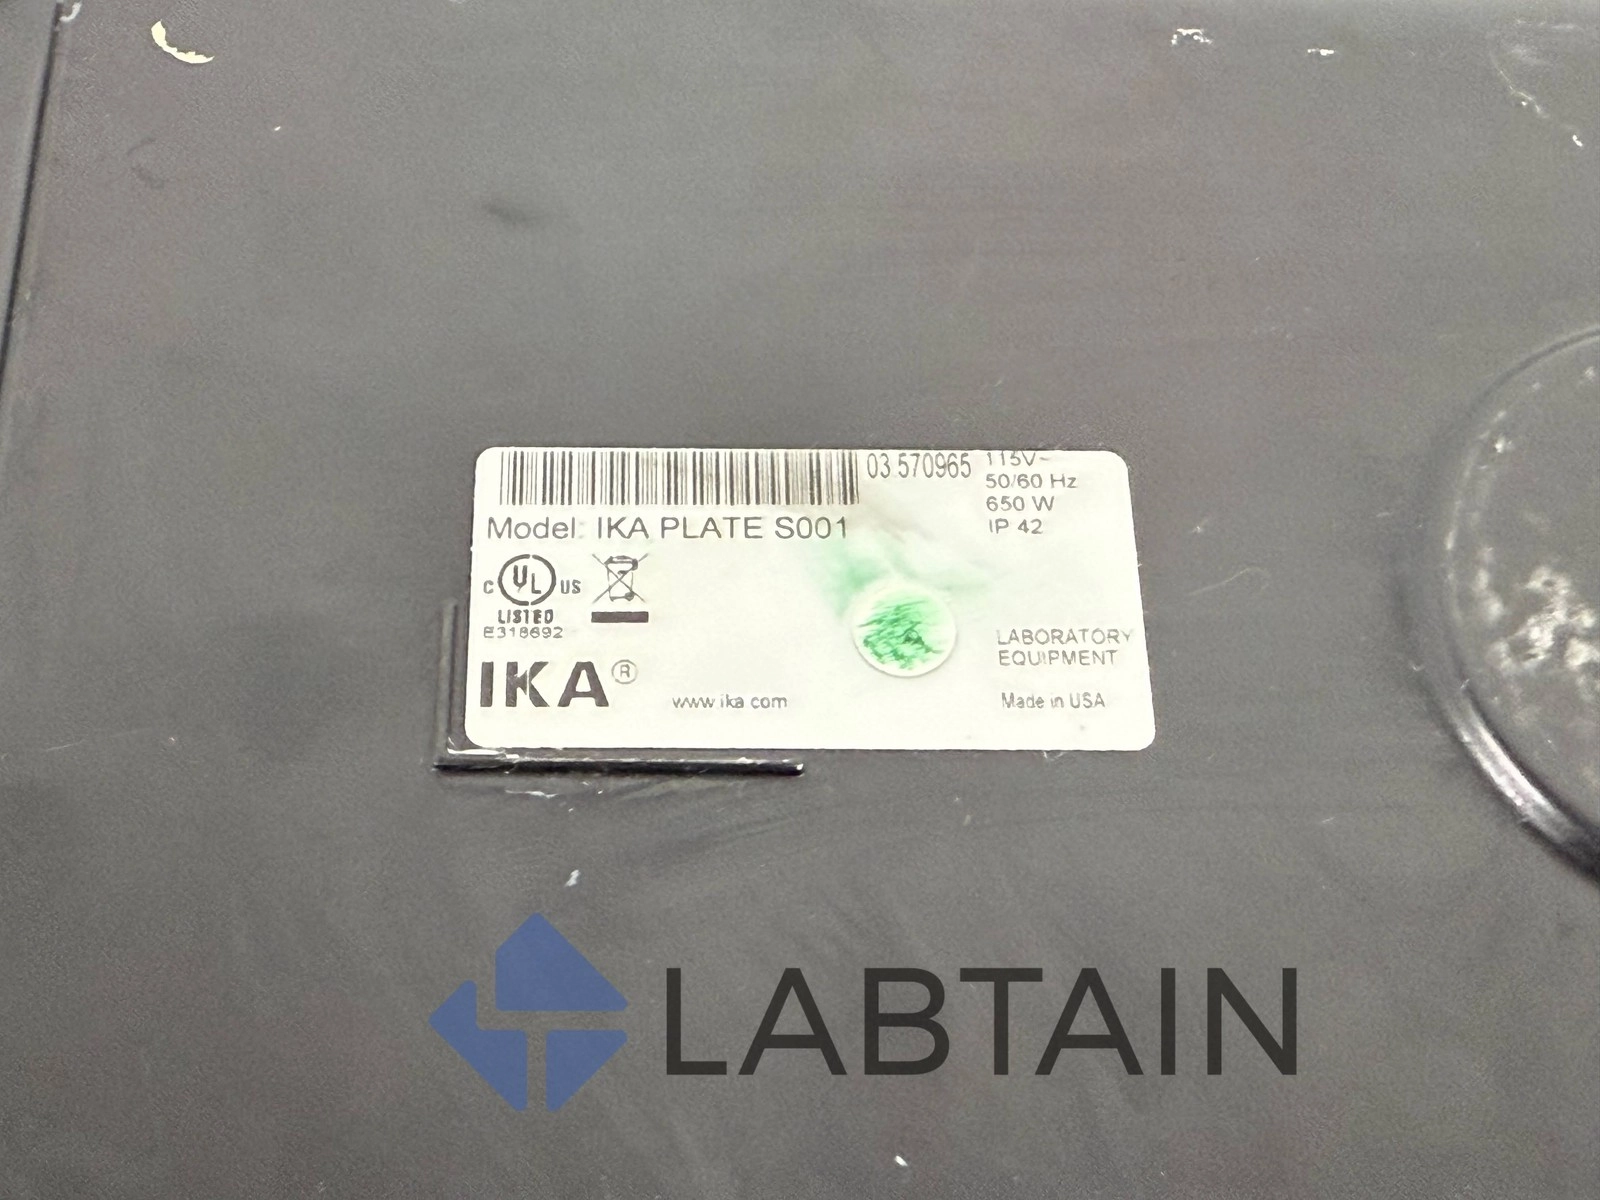 03.570965
115V~
50/60 Hz
650 W
IP 42
Model: IKA PLATE S001
C UL US
LISTED
E318692
LABORATORY
EQUIPMENT
IKA®
www.ika.com
Made in USA
LABTAIN